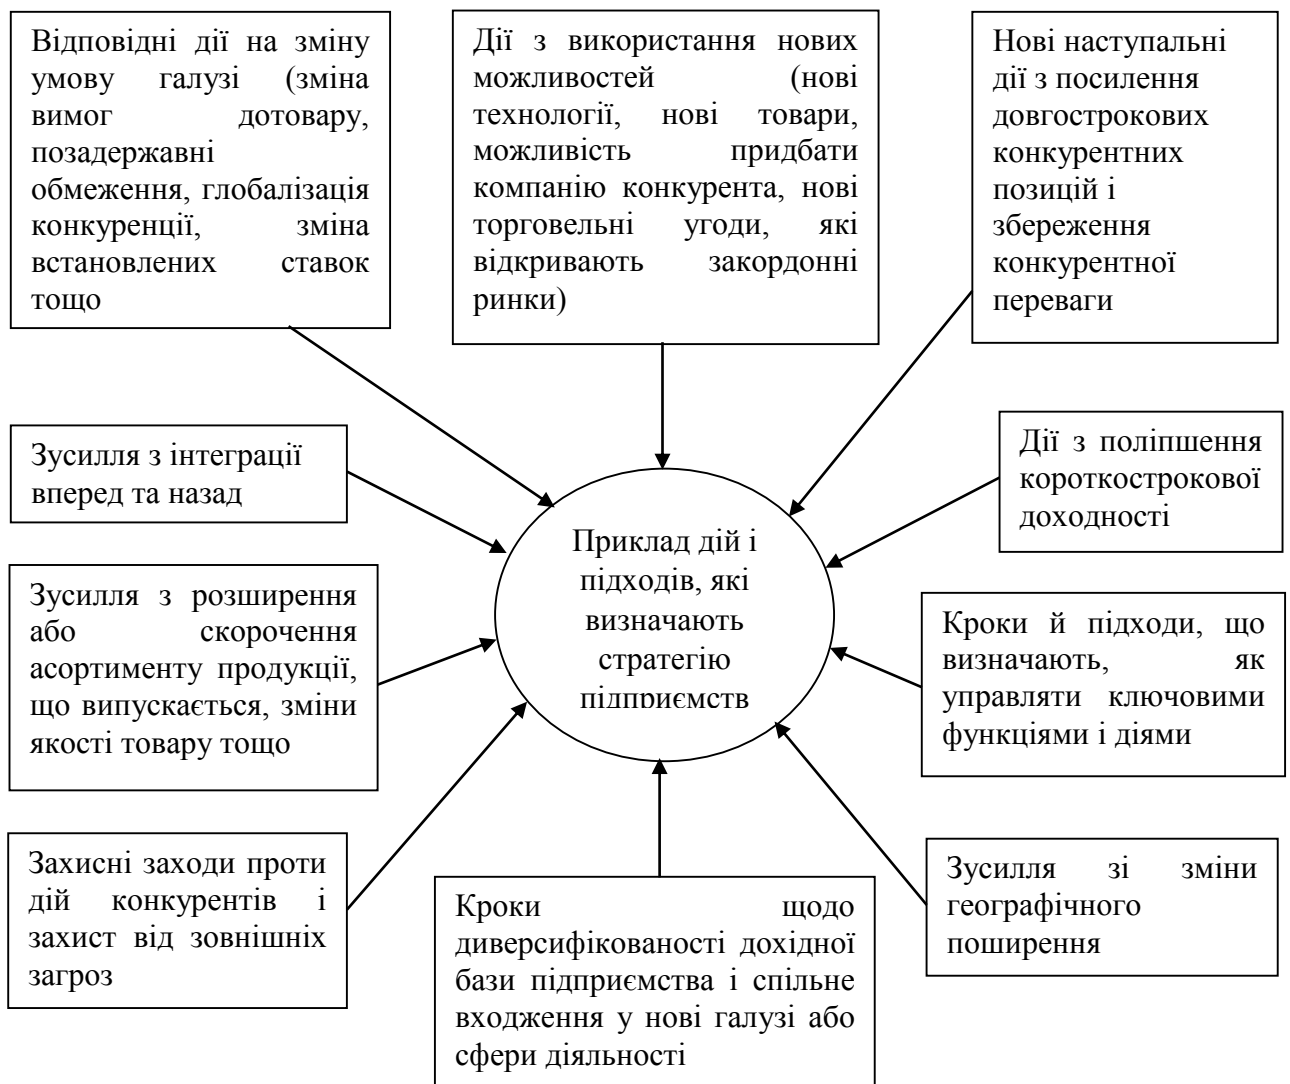 Відповідні дії на зміну
умову галузі (зміна
вимог дотовару,
позадержавні
обмеження, глобалізація
конкуренції, зміна
встановлених ставок
тощо
Дії з використання нових
можливостей (нові
технології, нові товари,
можливість придбати
компанію конкурента, нові
торговельні угоди, які
відкривають закордонні
ринки)
Нові наступальні
дії з посилення
довгострокових
конкурентних
позицій і
збереження
конкурентної
переваги
Зусилля з інтеграції
вперед та назад
Дії з поліпшення
короткострокової
доходності
Приклад дій і
підходів, які
визначають
стратегію
підприємств
Зусилля з розширення
або скорочення
асортименту продукції,
що випускається, зміни
якості товару тощо
Кроки й підходи, що
визначають, як
управляти ключовими
функціями і діями
Захисні заходи проти
дій конкурентів і
захист від зовнішніх
загроз
Кроки щодо
диверсифікованості дохідної
бази підприємства і спільне
входження у нові галузі або
сфери діяльності
Зусилля зі зміни
географічного
поширення